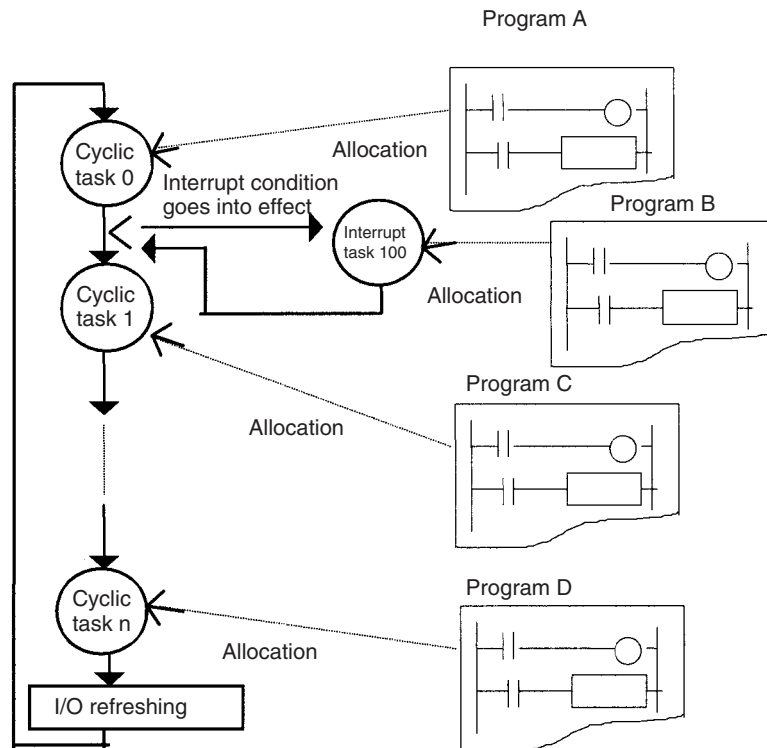 Program A
Cyclic
task 0
Allocation
Interrupt condition
goes into effect
Program B
Interrupt
task 100
Allocation
Cyclic
task 1
Program C
Allocation
Cyclic
task n
Program D
Allocation
I/O refreshing